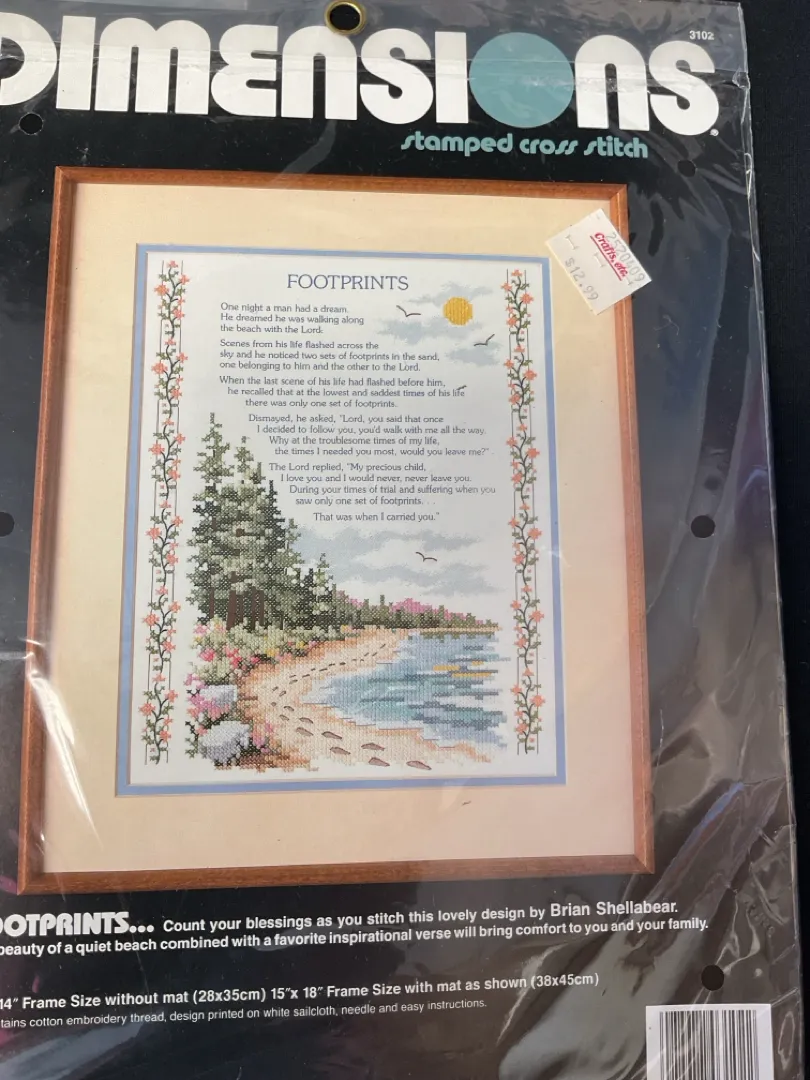 3102
DIMENSIONS®
stamped cross stitch
Crafts, etc.
$12.99
FOOTPRINTS
One night a man had a dream.
He dreamed he was walking along
the beach with the Lord.
Scenes from his life flashed across the
sky and he noticed two sets of footprints in the sand,
one belonging to him and the other to the Lord.
When the last scene of his life had flashed before him,
he recalled that at the lowest and saddest times of his life
there was only one set of footprints.
Dismayed, he asked, "Lord, you said that once
I decided to follow you, you'd walk with me all the way.
Why at the troublesome times of my life,
the times I needed you most, would you leave me?"
The Lord replied, "My precious child,
I love you and I would never, never leave you.
During your times of trial and suffering when you
saw only one set of footprints. . .
That was when I carried you."
OOTPRINTS... Count your blessings as you stitch this lovely design by Brian Shellabear.
beauty of a quiet beach combined with a favorite inspirational verse will bring comfort to you and your family.
14" Frame Size without mat (28x35cm) 15"x 18" Frame Size with mat as shown (38x45cm)
tains cotton embroidery thread, design printed on white sailcloth, needle and easy instructions.